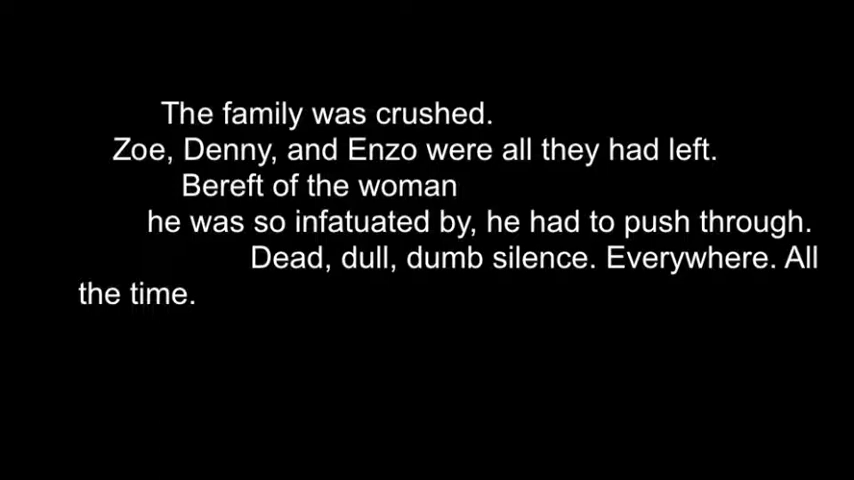 The family was crushed.
Zoe, Denny, and Enzo were all they had left.
Bereft of the woman
he was so infatuated by, he had to push through.
Dead, dull, dumb silence. Everywhere. All
the time.